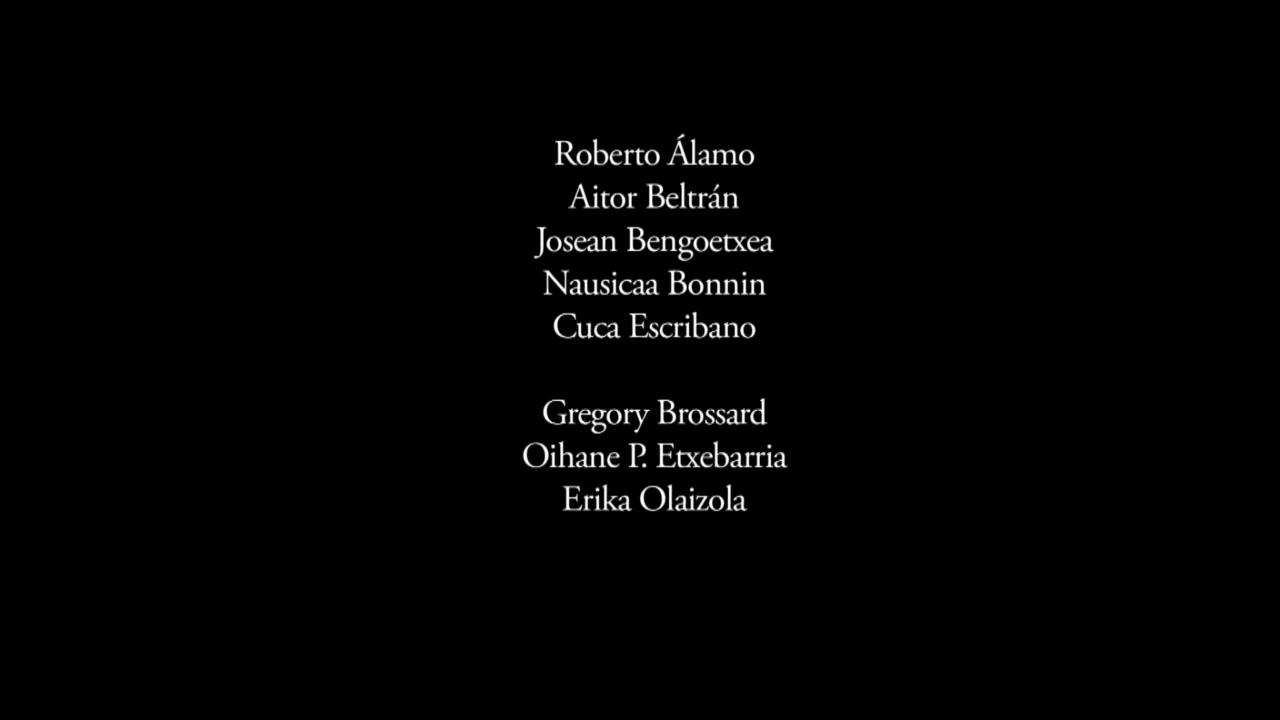 Roberto Álamo
Aitor Beltrán
Josean Bengoetxea
Nausicaa Bonnin
Cuca Escribano
Gregory Brossard
Oihane P. Etxebarria
Erika Olaizola